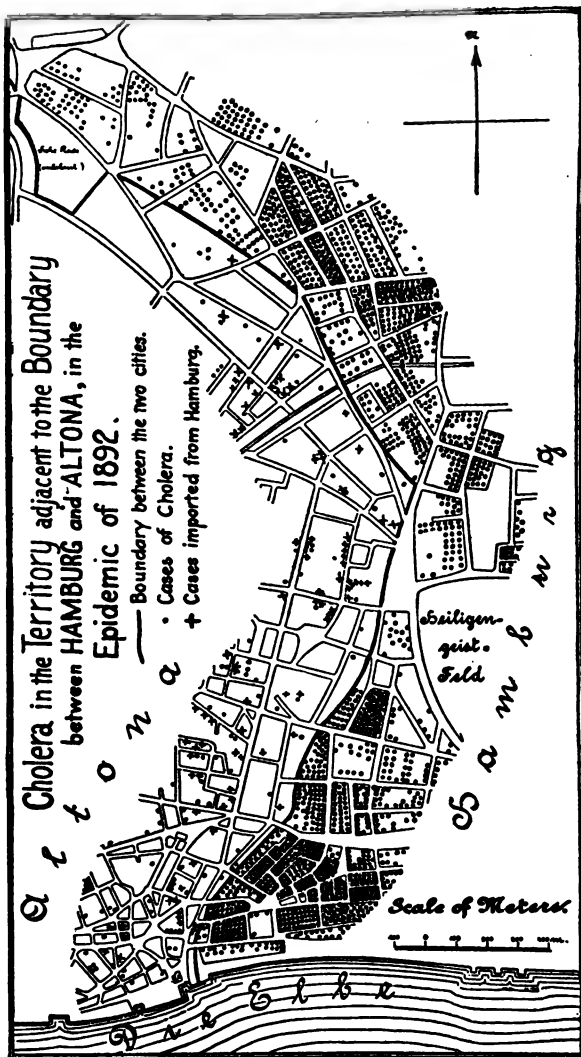 Cholera in the Territory adjacent to the Boundary
between HAMBURG and ALTONA, in the
Epidemic of 1892.
—— Boundary between the two cities.
• Cases of Cholera.
+ Cases imported from Hamburg.
Altona
n
Heiligen-
geist-
Feld
Hamburg
Scale of Meters.
Die Elbe